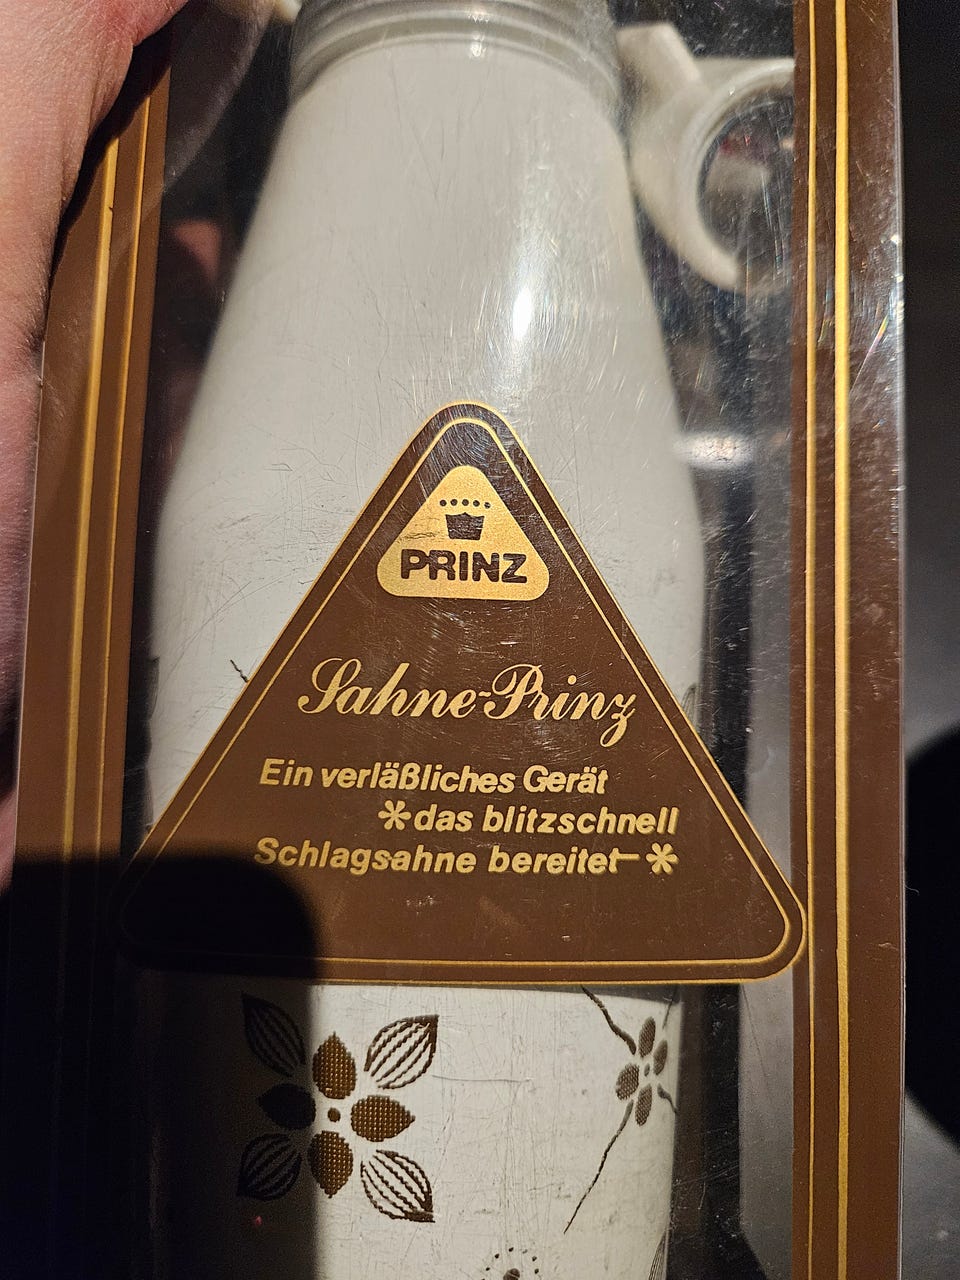 PRINZ
Sahne-Prinz
Ein verläßliches Gerät
*das blitzschnell
Schlagsahne bereitet-*